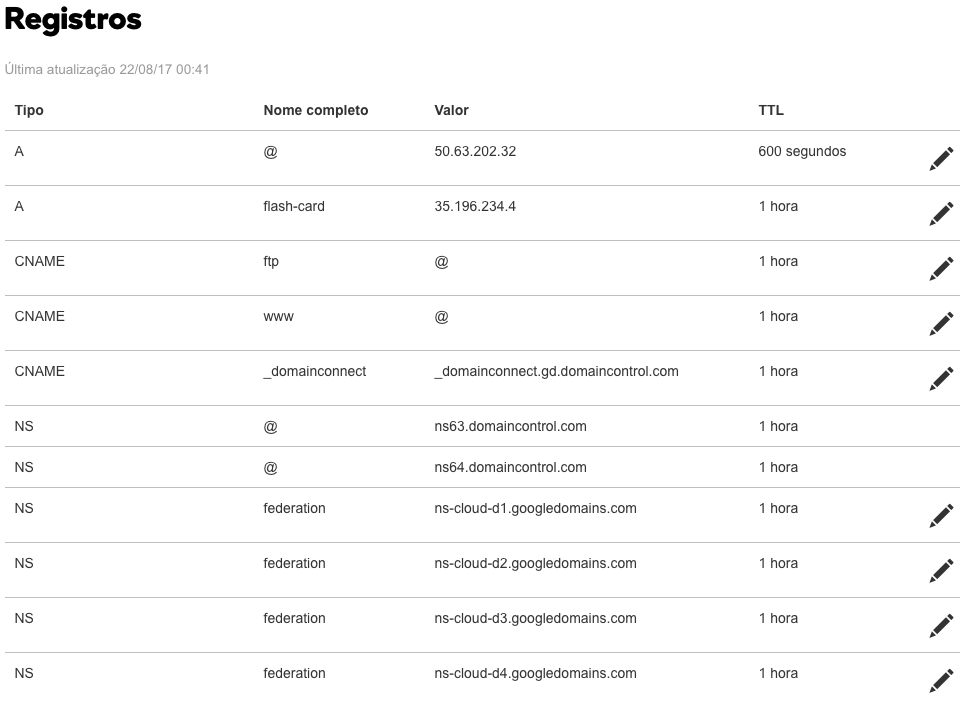 Registros
Última atualização 22/08/17 00:41
Tipo Nome completo Valor TTL
A @ 50.63.202.32 600 segundos
A flash-card 35.196.234.4 1 hora
CNAME ftp @ 1 hora
CNAME www @ 1 hora
CNAME _domainconnect _domainconnect.gd.domaincontrol.com 1 hora
NS @ ns63.domaincontrol.com 1 hora
NS @ ns64.domaincontrol.com 1 hora
NS federation ns-cloud-d1.googledomains.com 1 hora
NS federation ns-cloud-d2.googledomains.com 1 hora
NS federation ns-cloud-d3.googledomains.com 1 hora
NS federation ns-cloud-d4.googledomains.com 1 hora